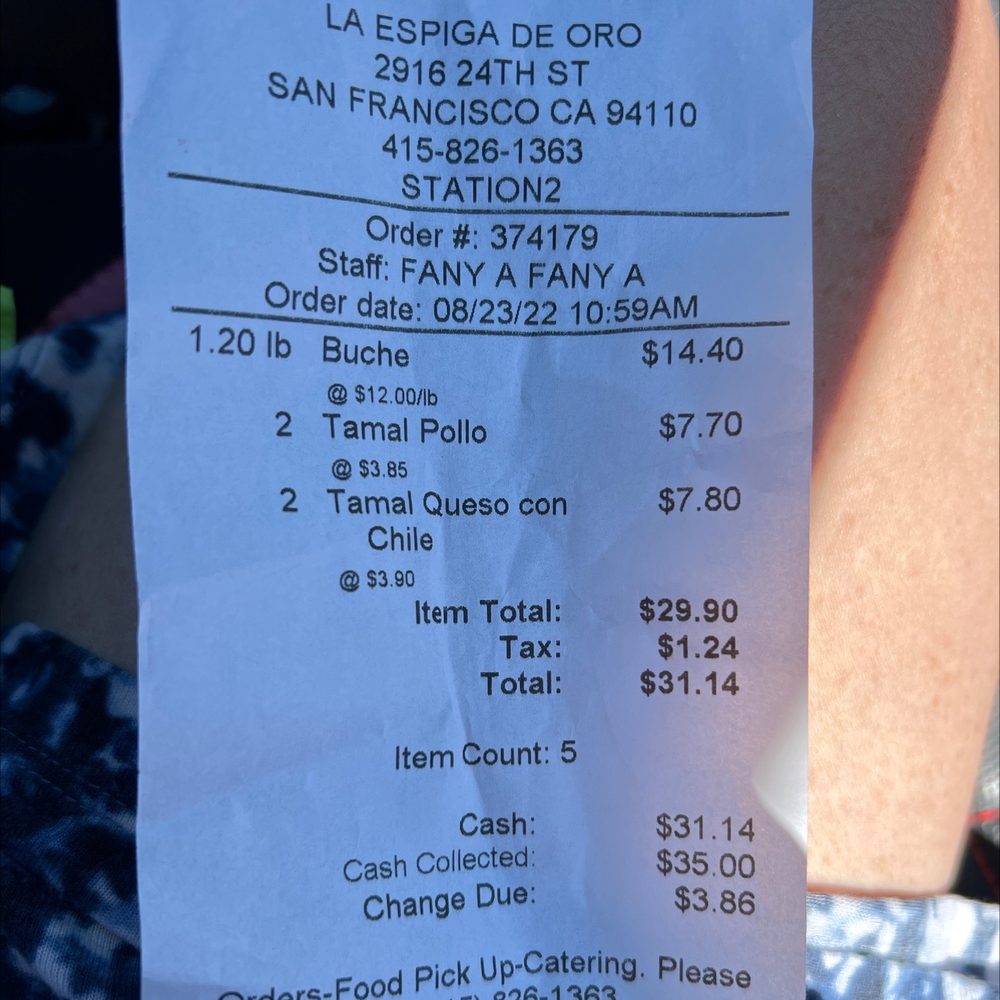 LA ESPIGA DE ORO
2916 24TH ST
SAN FRANCISCO CA 94110
415-826-1363
STATION2
Order #: 374179
Staff: FANY A FANY A
Order date: 08/23/22 10:59AM
1.20 lb Buche $14.40
@ $12.00/lb
2 Tamal Pollo $7.70
@ $3.85
2 Tamal Queso con $7.80
Chile
@ $3.90
Item Total: $29.90
Tax: $1.24
Total: $31.14
Item Count: 5
Cash: $31.14
Cash Collected: $35.00
Change Due: $3.86
Orders-Food Pick Up-Catering. Please
826-1363